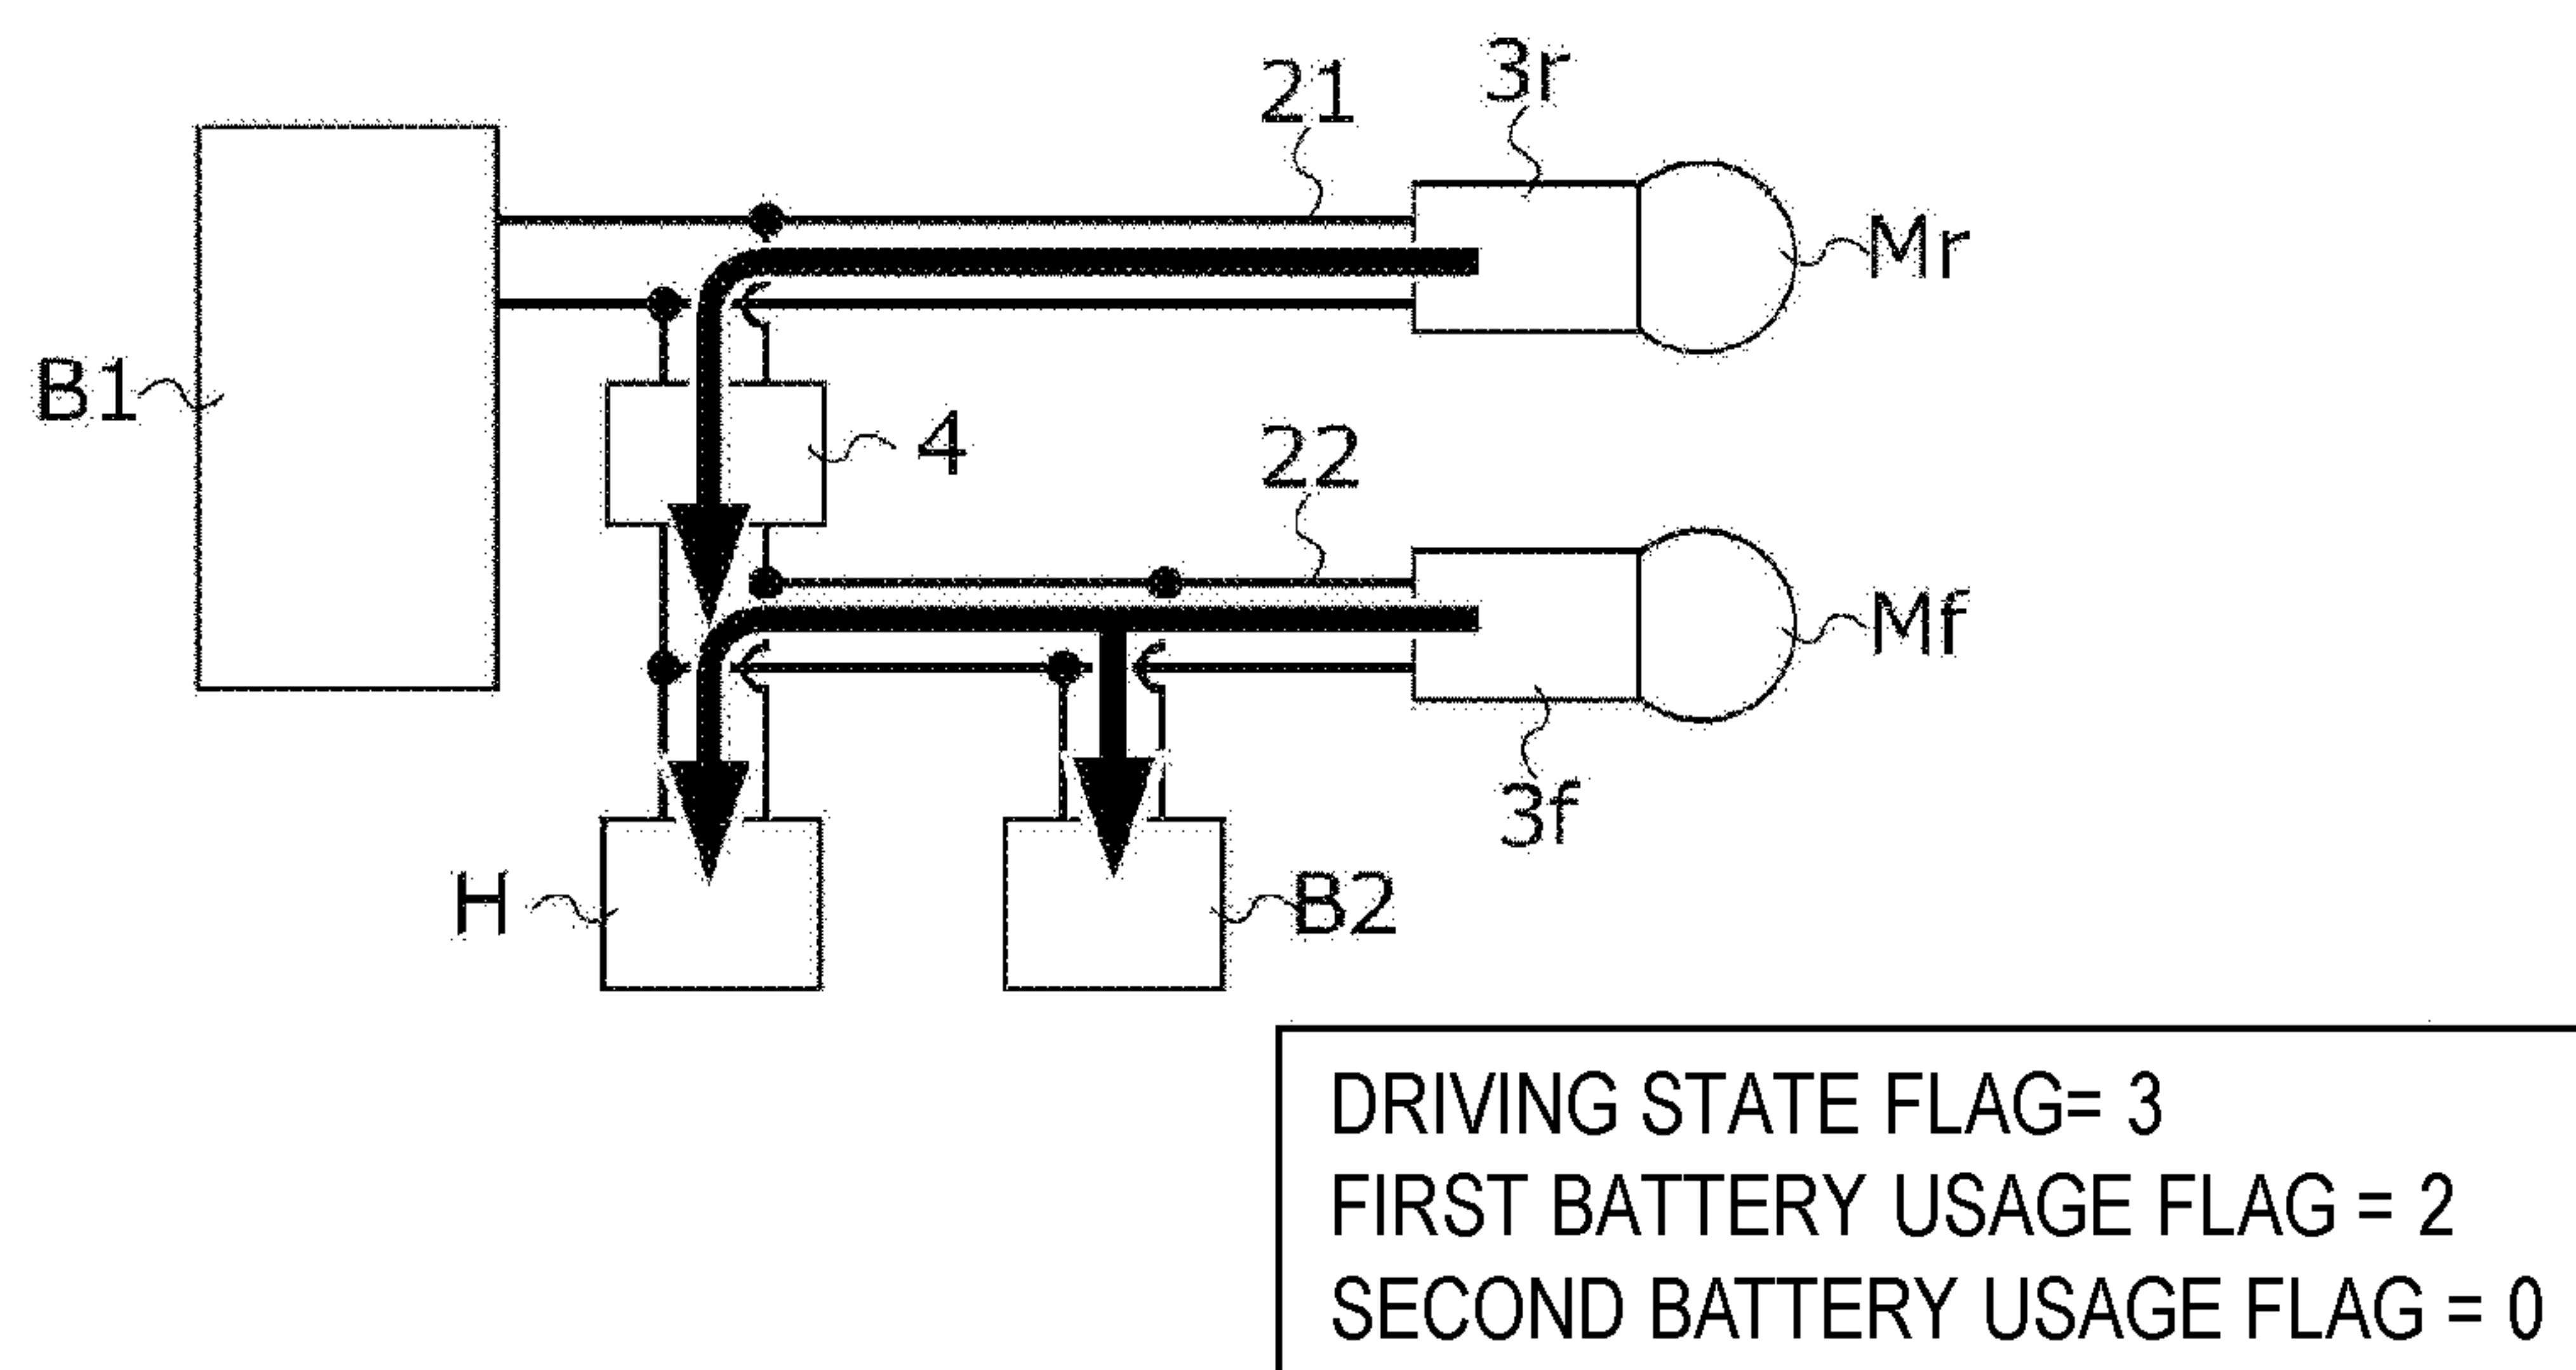 3r
21
Mr
B1
4
22
Mf
3f
H
B2
DRIVING STATE FLAG= 3
FIRST BATTERY USAGE FLAG = 2
SECOND BATTERY USAGE FLAG = 0